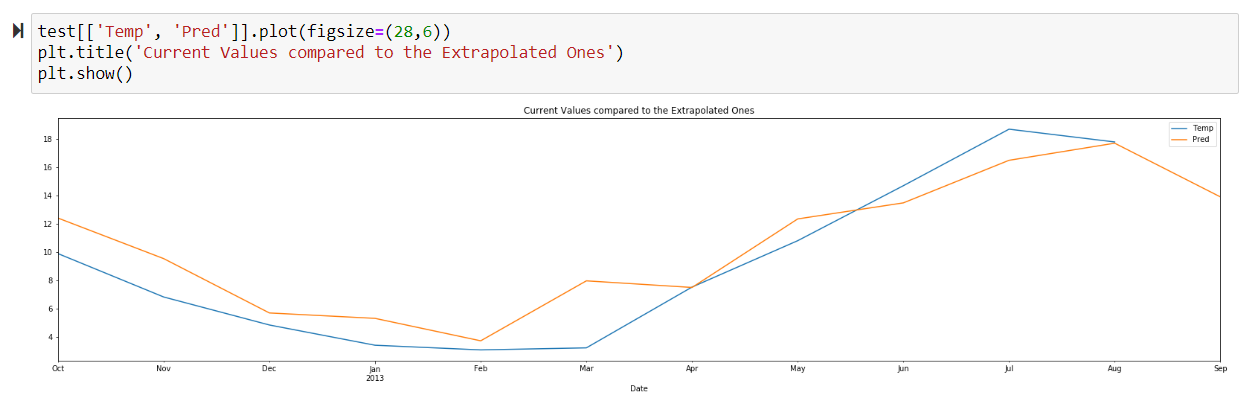 test[['Temp', 'Pred']].plot(figsize=(28,6))
plt.title('Current Values compared to the Extrapolated Ones')
plt.show()
Current Values compared to the Extrapolated Ones
Temp
Pred
18
16
14
12
10
8
6
4
Oct
Nov
Dec
Jan
2013
Feb
Mar
Apr
May
Jun
Jul
Aug
Sep
Date